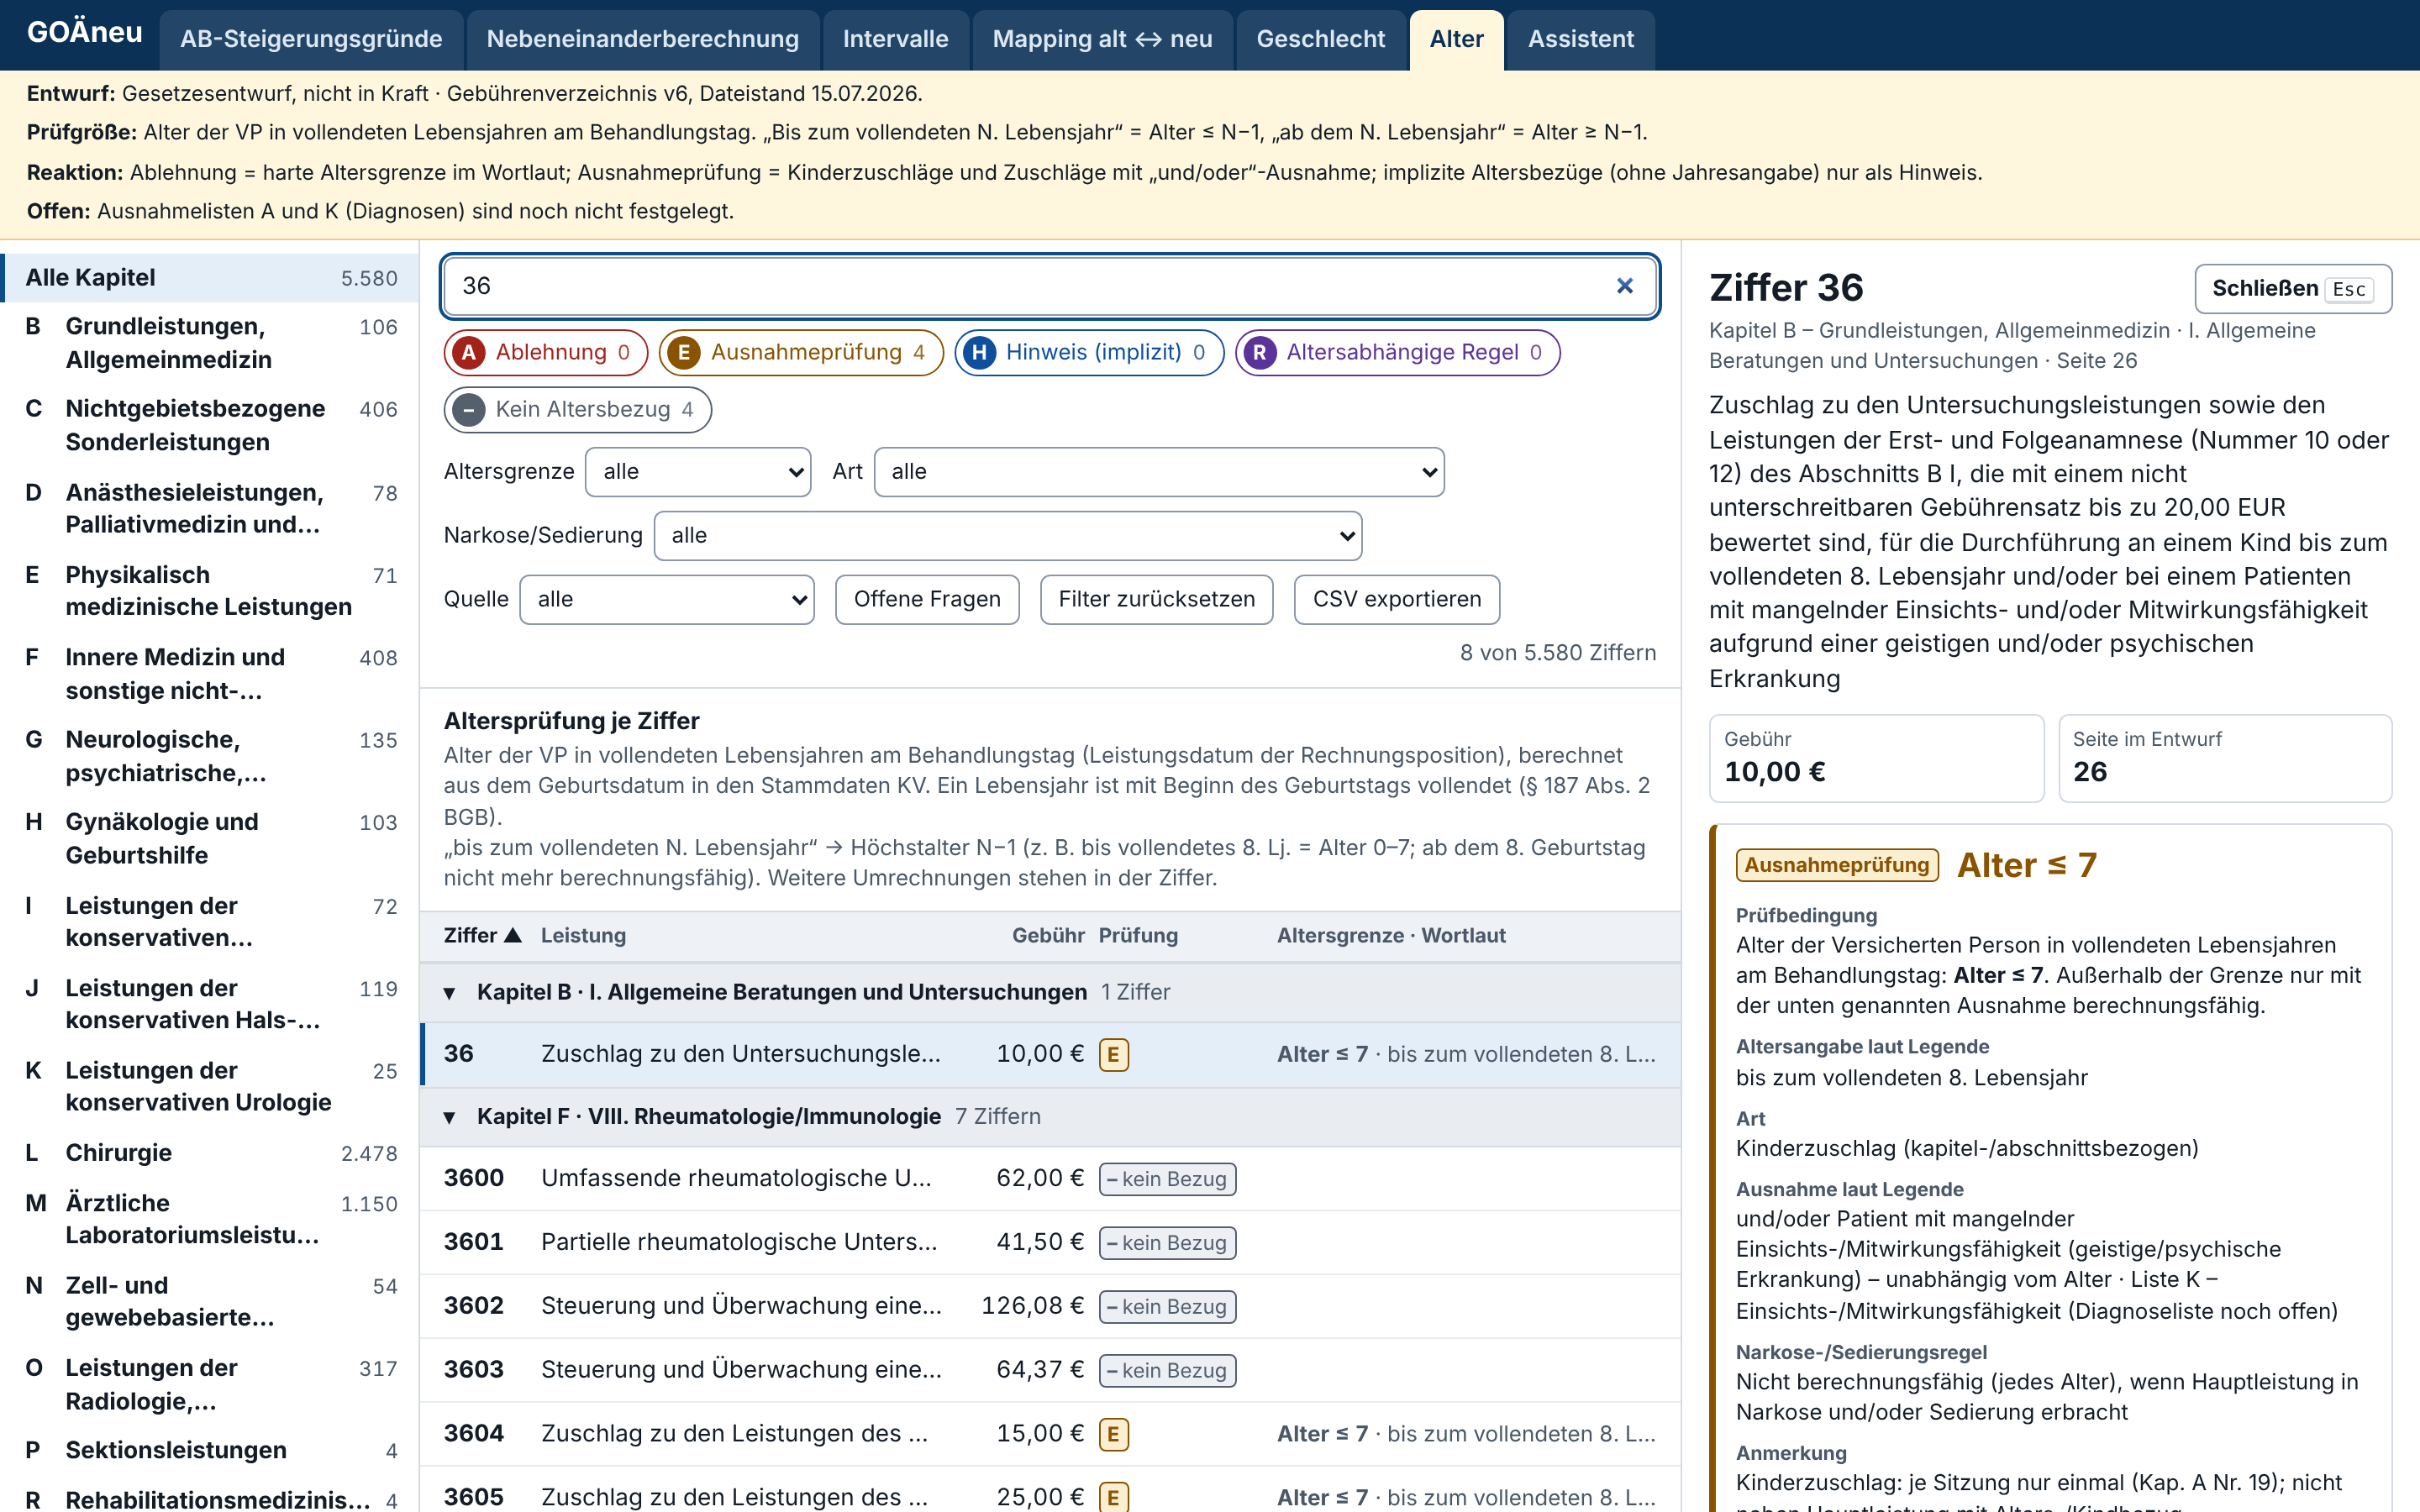 GOÄneu
AB-Steigerungsgründe
Nebeneinanderberechnung
Intervalle
Mapping alt ↔ neu
Geschlecht
Alter
Assistent
Entwurf: Gesetzesentwurf, nicht in Kraft · Gebührenverzeichnis v6, Dateistand 15.07.2026.
Prüfgröße: Alter der VP in vollendeten Lebensjahren am Behandlungstag. „Bis zum vollendeten N. Lebensjahr“ = Alter ≤ N−1, „ab dem N. Lebensjahr“ = Alter ≥ N−1.
Reaktion: Ablehnung = harte Altersgrenze im Wortlaut; Ausnahmeprüfung = Kinderzuschläge und Zuschläge mit „und/oder“-Ausnahme; implizite Altersbezüge (ohne Jahresangabe) nur als Hinweis.
Offen: Ausnahmelisten A und K (Diagnosen) sind noch nicht festgelegt.
Alle Kapitel 5.580
B Grundleistungen, 106
Allgemeinmedizin
C Nichtgebietsbezogene 406
Sonderleistungen
D Anästhesieleistungen, 78
Palliativmedizin und...
E Physikalisch 71
medizinische Leistungen
F Innere Medizin und 408
sonstige nicht-...
G Neurologische, 135
psychiatrische,...
H Gynäkologie und 103
Geburtshilfe
I Leistungen der 72
konservativen...
J Leistungen der 119
konservativen Hals-...
K Leistungen der 25
konservativen Urologie
L Chirurgie 2.478
M Ärztliche 1.150
Laboratoriumsleistu...
N Zell- und 54
gewebebasierte...
O Leistungen der 317
Radiologie,...
P Sektionsleistungen 4
R Rehabilitationsmedizinis... 4
36 ×
A Ablehnung 0
E Ausnahmeprüfung 4
H Hinweis (implizit) 0
R Altersabhängige Regel 0
– Kein Altersbezug 4
Altersgrenze alle Art alle
Narkose/Sedierung alle
Quelle alle Offene Fragen Filter zurücksetzen CSV exportieren
8 von 5.580 Ziffern
Altersprüfung je Ziffer
Alter der VP in vollendeten Lebensjahren am Behandlungstag (Leistungsdatum der Rechnungsposition), berechnet
aus dem Geburtsdatum in den Stammdaten KV. Ein Lebensjahr ist mit Beginn des Geburtstags vollendet (§ 187 Abs. 2
BGB).
„bis zum vollendeten N. Lebensjahr“ → Höchstalter N−1 (z. B. bis vollendetes 8. Lj. = Alter 0–7; ab dem 8. Geburtstag
nicht mehr berechnungsfähig). Weitere Umrechnungen stehen in der Ziffer.
Ziffer ▲ Leistung Gebühr Prüfung Altersgrenze · Wortlaut
▼ Kapitel B · I. Allgemeine Beratungen und Untersuchungen 1 Ziffer
36 Zuschlag zu den Untersuchungsle... 10,00 € E Alter ≤ 7 · bis zum vollendeten 8. L...
▼ Kapitel F · VIII. Rheumatologie/Immunologie 7 Ziffern
3600 Umfassende rheumatologische U... 62,00 € – kein Bezug
3601 Partielle rheumatologische Unters... 41,50 € – kein Bezug
3602 Steuerung und Überwachung eine... 126,08 € – kein Bezug
3603 Steuerung und Überwachung eine... 64,37 € – kein Bezug
3604 Zuschlag zu den Leistungen des ... 15,00 € E Alter ≤ 7 · bis zum vollendeten 8. L...
3605 Zuschlag zu den Leistungen des ... 25,00 € E Alter ≤ 7 · bis zum vollendeten 8. L...
Ziffer 36
Schließen Esc
Kapitel B – Grundleistungen, Allgemeinmedizin · I. Allgemeine
Beratungen und Untersuchungen · Seite 26
Zuschlag zu den Untersuchungsleistungen sowie den
Leistungen der Erst- und Folgeanamnese (Nummer 10 oder
12) des Abschnitts B I, die mit einem nicht
unterschreitbaren Gebührensatz bis zu 20,00 EUR
bewertet sind, für die Durchführung an einem Kind bis zum
vollendeten 8. Lebensjahr und/oder bei einem Patienten
mit mangelnder Einsichts- und/oder Mitwirkungsfähigkeit
aufgrund einer geistigen und/oder psychischen
Erkrankung
Gebühr
10,00 €
Seite im Entwurf
26
Ausnahmeprüfung Alter ≤ 7
Prüfbedingung
Alter der Versicherten Person in vollendeten Lebensjahren
am Behandlungstag: Alter ≤ 7. Außerhalb der Grenze nur mit
der unten genannten Ausnahme berechnungsfähig.
Altersangabe laut Legende
bis zum vollendeten 8. Lebensjahr
Art
Kinderzuschlag (kapitel-/abschnittsbezogen)
Ausnahme laut Legende
und/oder Patient mit mangelnder
Einsichts-/Mitwirkungsfähigkeit (geistige/psychische
Erkrankung) – unabhängig vom Alter · Liste K –
Einsichts-/Mitwirkungsfähigkeit (Diagnoseliste noch offen)
Narkose-/Sedierungsregel
Nicht berechnungsfähig (jedes Alter), wenn Hauptleistung in
Narkose und/oder Sedierung erbracht
Anmerkung
Kinderzuschlag: je Sitzung nur einmal (Kap. A Nr. 19); nicht